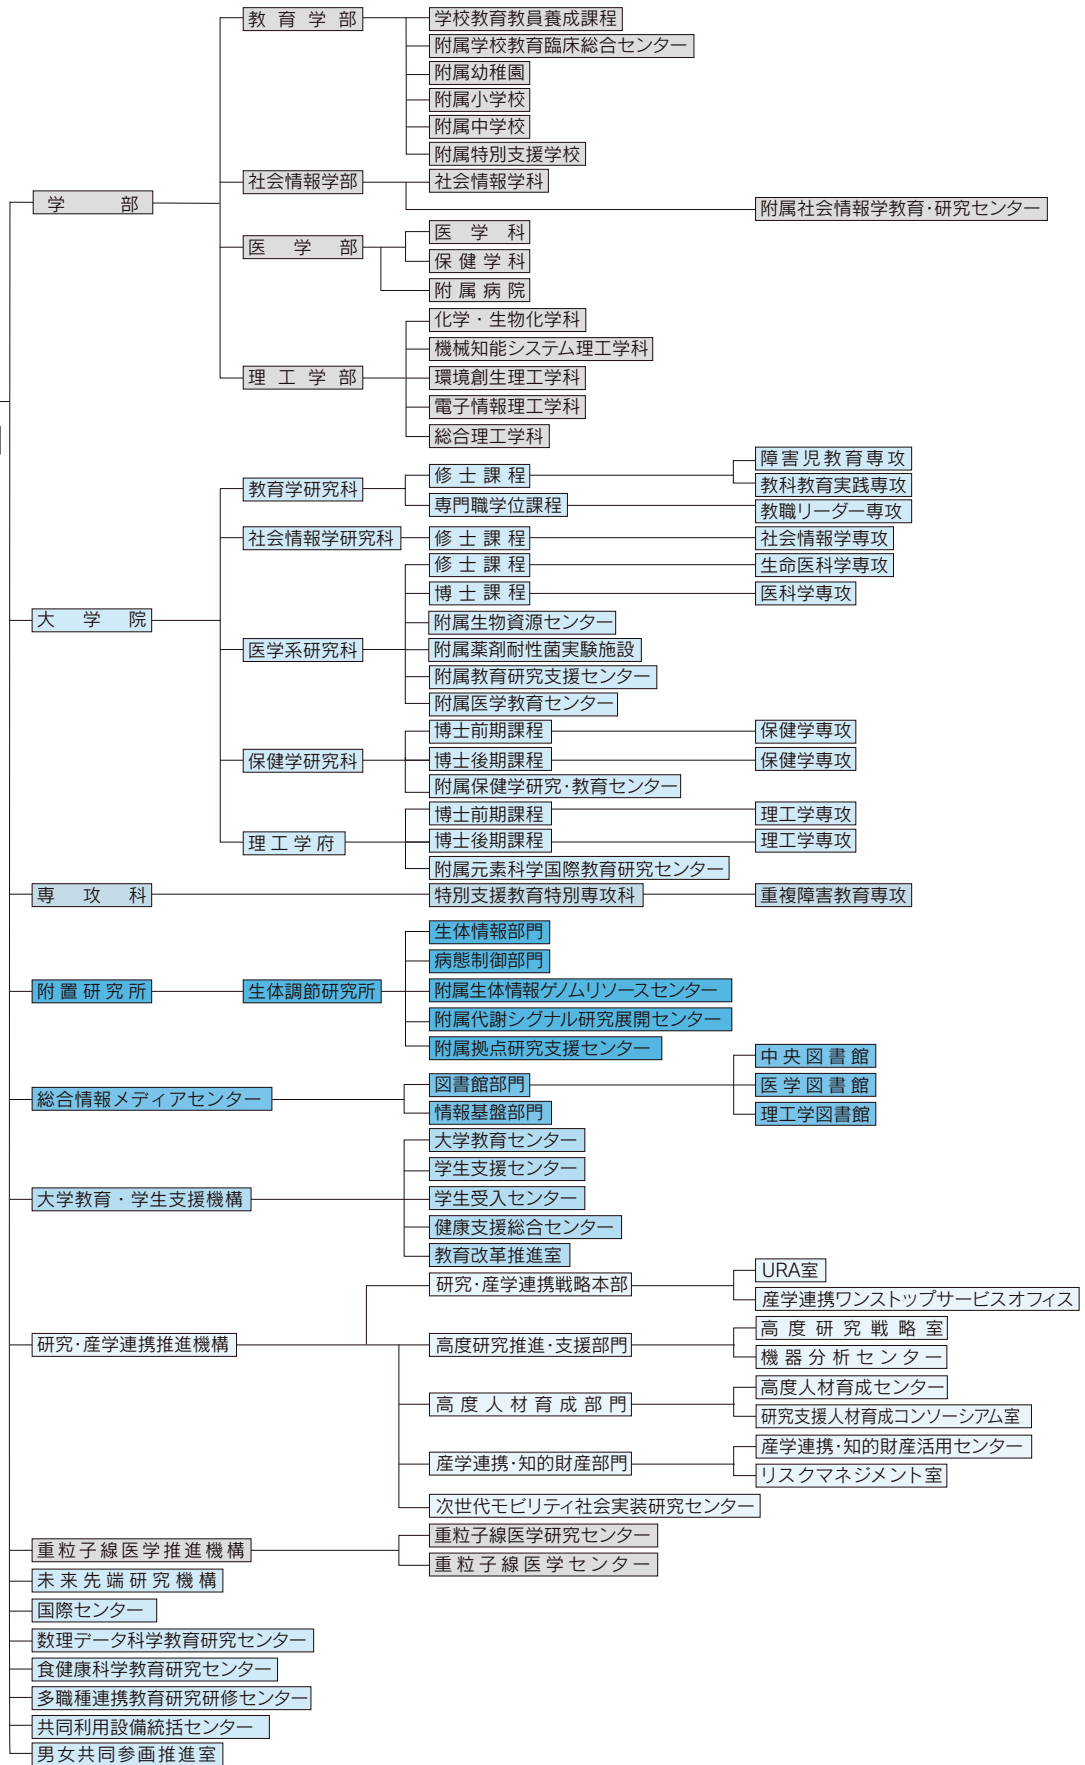 教育学部
学校教育教員養成課程
附属学校教育臨床総合センター
附属幼稚園
附属小学校
附属中学校
附属特別支援学校
社会情報学部
社会情報学科
附属社会情報学教育・研究センター
学部
医学部
医学科
保健学科
附属病院
理工学部
化学・生物化学科
機械知能システム理工学科
環境創生理工学科
電子情報理工学科
総合理工学科
大学院
教育学研究科
修士課程
障害児教育専攻
教科教育実践専攻
専門職学位課程
教職リーダー専攻
社会情報学研究科
修士課程
社会情報学専攻
医学系研究科
修士課程
生命医科学専攻
博士課程
医科学専攻
附属生物資源センター
附属薬剤耐性菌実験施設
附属教育研究支援センター
附属医学教育センター
保健学研究科
博士前期課程
保健学専攻
博士後期課程
保健学専攻
附属保健学研究・教育センター
理工学府
博士前期課程
理工学専攻
博士後期課程
理工学専攻
附属元素科学国際教育研究センター
専攻科
特別支援教育特別専攻科
重複障害教育専攻
附置研究所
生体調節研究所
生体情報部門
病態制御部門
附属生体情報ゲノムリソースセンター
附属代謝シグナル研究展開センター
附属拠点研究支援センター
総合情報メディアセンター
図書館部門
中央図書館
医学図書館
理工学図書館
情報基盤部門
大学教育・学生支援機構
大学教育センター
学生支援センター
学生受入センター
健康支援総合センター
教育改革推進室
研究・産学連携推進機構
研究・産学連携戦略本部
URA室
産学連携ワンストップサービスオフィス
高度研究推進・支援部門
高度研究戦略室
機器分析センター
高度人材育成部門
高度人材育成センター
研究支援人材育成コンソーシアム室
産学連携・知的財産部門
産学連携・知的財産活用センター
リスクマネジメント室
次世代モビリティ社会実装研究センター
重粒子線医学推進機構
重粒子線医学研究センター
重粒子線医学センター
未来先端研究機構
国際センター
数理データ科学教育研究センター
食健康科学教育研究センター
多職種連携教育研究研修センター
共同利用設備統括センター
男女共同参画推進室